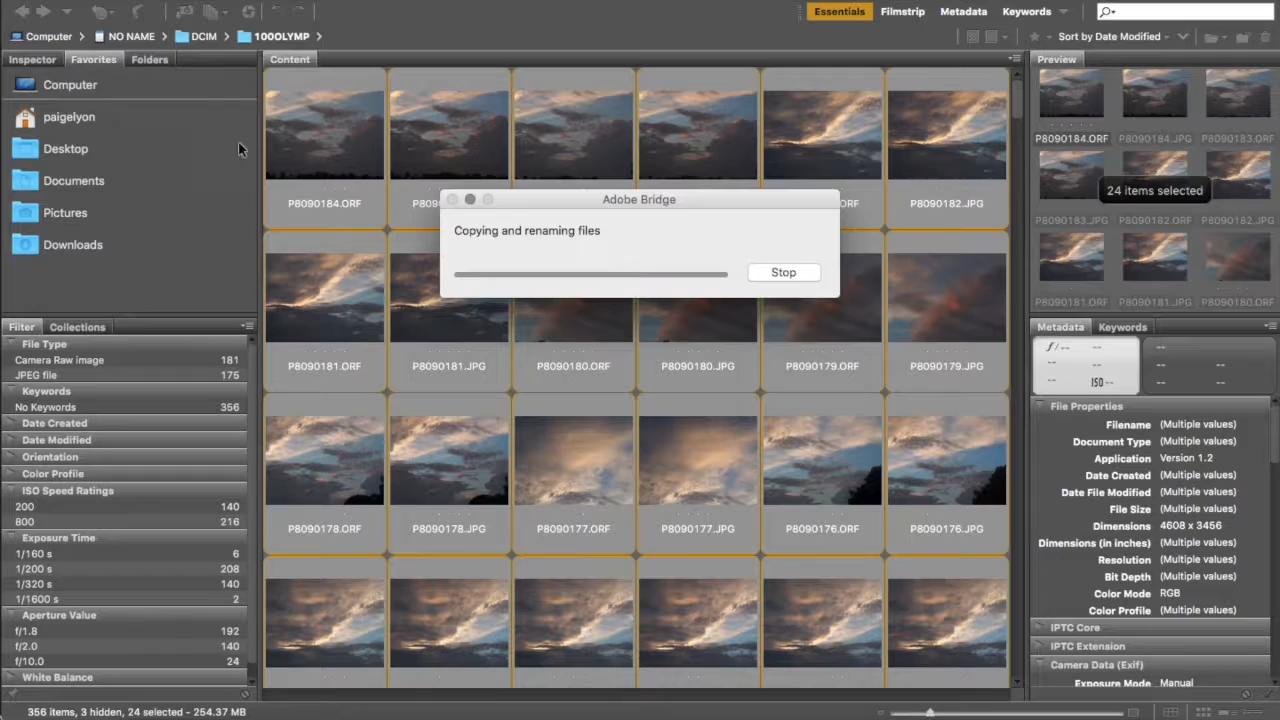 Essentials Filmstrip Metadata Keywords
Computer NO NAME DCIM 100OLYMP Sort by Date Modified
Inspector Favorites Folders
Computer
paigelyon
Desktop
Documents
Pictures
Downloads
Filter Collections
File Type
Camera Raw image 181
JPEG file 175
Keywords
No Keywords 356
Date Created
Date Modified
Orientation
Color Profile
ISO Speed Ratings
200 140
800 216
Exposure Time
1/160 s 6
1/200 s 208
1/320 s 140
1/1600 s 2
Aperture Value
f/1.8 192
f/2.0 140
f/10.0 24
White Balance
Content
P8090184.ORF ORF P8090182.JPG
Adobe Bridge
Copying and renaming files
Stop
P8090181.ORF P8090181.JPG P8090180.ORF P8090180.JPG P8090179.ORF P8090179.JPG
P8090178.ORF P8090178.JPG P8090177.ORF P8090177.JPG P8090176.ORF P8090176.JPG
Preview
P8090184.ORF P8090184.JPG P8090183.ORF
24 items selected
P8090183.JPG P8090182.ORF P8090182.JPG
P8090181.ORF P8090181.JPG P8090180.ORF
Metadata Keywords
f/ -- --
-- --
-- ISO --
--
-- --
-- --
File Properties
Filename (Multiple values)
Document Type (Multiple values)
Application Version 1.2
Date Created (Multiple values)
Date File Modified (Multiple values)
File Size (Multiple values)
Dimensions 4608 x 3456
Dimensions (in inches) (Multiple values)
Resolution (Multiple values)
Bit Depth (Multiple values)
Color Mode RGB
Color Profile (Multiple values)
IPTC Core
IPTC Extension
Camera Data (Exif)
Exposure Mode Manual
356 items, 3 hidden, 24 selected - 254.37 MB